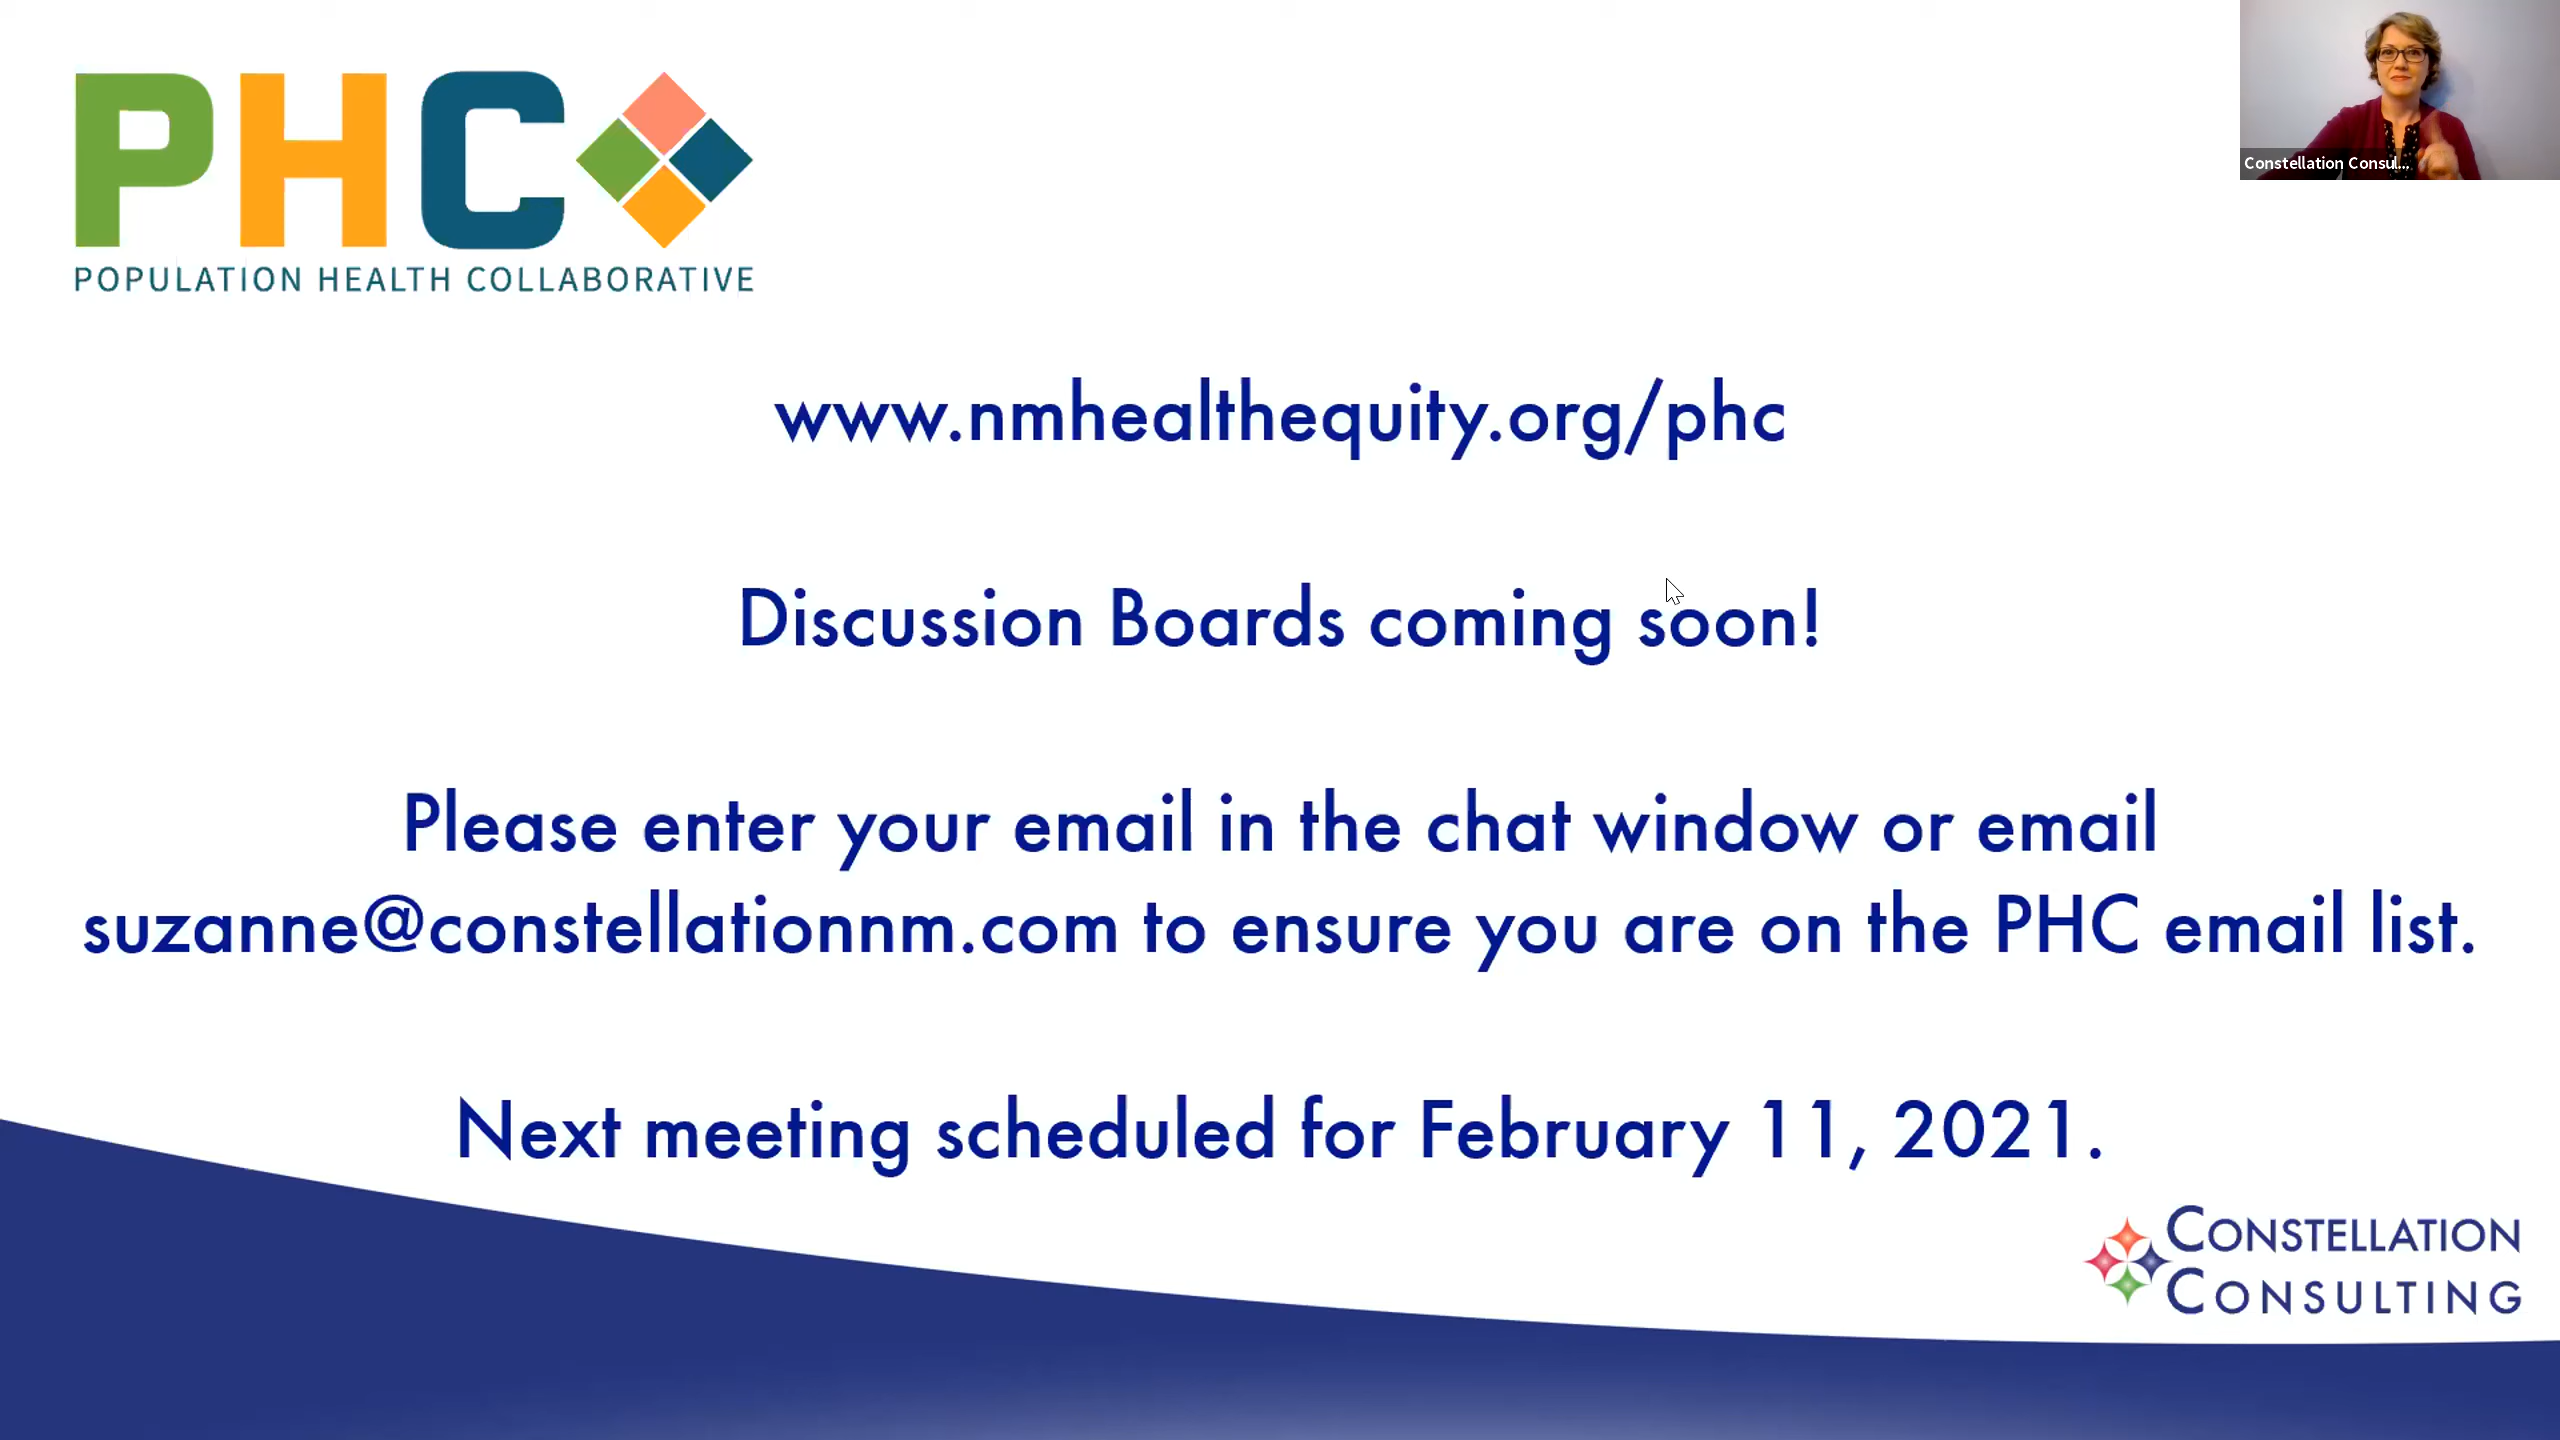 PHC
POPULATION HEALTH COLLABORATIVE
Constellation Consul...
www.nmhealthequity.org/phc
Discussion Boards coming soon!
Please enter your email in the chat window or email
suzanne@constellationnm.com to ensure you are on the PHC email list.
Next meeting scheduled for February 11, 2021.
CONSTELLATION
CONSULTING